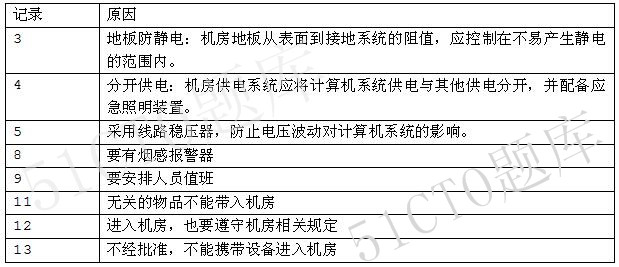 记录 原因
3 地板防静电：机房地板从表面到接地系统的阻值，应控制在不易产生静电
的范围内。
4 分开供电：机房供电系统应将计算机系统供电与其他供电分开，并配备应
急照明装置。
5 采用线路稳压器，防止电压波动对计算机系统的影响。
8 要有烟感报警器
9 要安排人员值班
11 无关的物品不能带入机房
12 进入机房，也要遵守机房相关规定
13 不经批准，不能携带设备进入机房
51CTO题库
51CTO题库